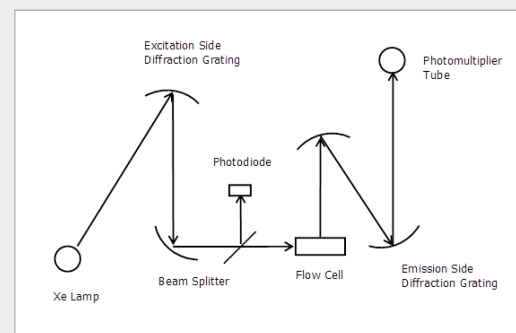 Excitation Side
Diffraction Grating
Photomultiplier
Tube
Photodiode
Xe Lamp
Beam Splitter
Flow Cell
Emission Side
Diffraction Grating